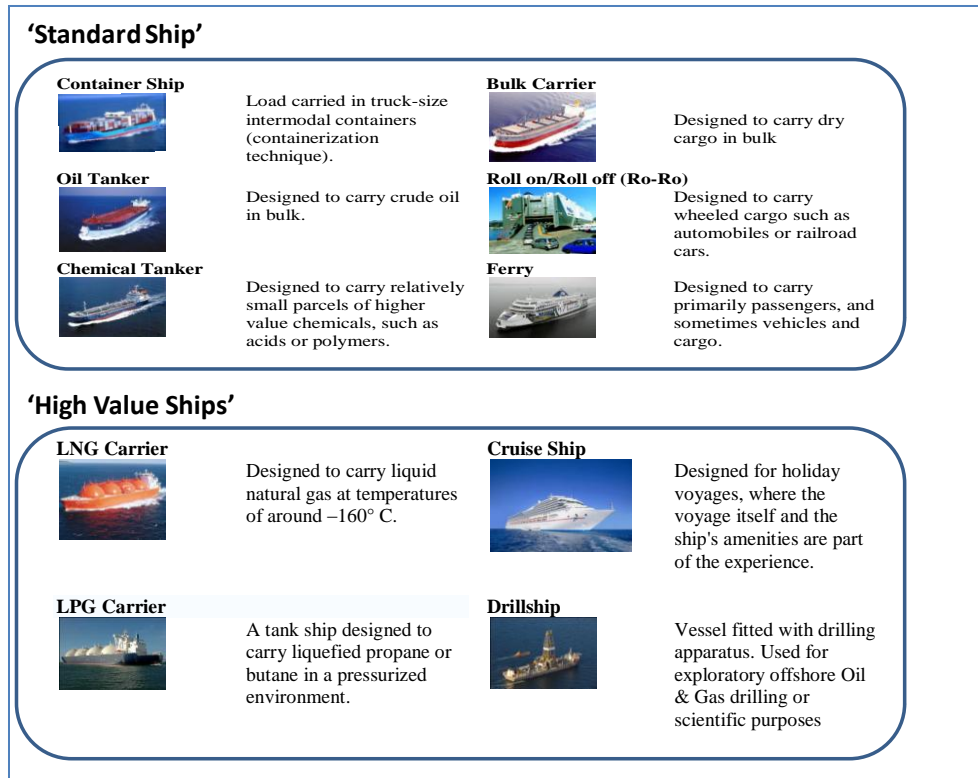 ‘Standard Ship’
Container Ship
Load carried in truck-size
intermodal containers
(containerization
technique).
Bulk Carrier
Designed to carry dry
cargo in bulk
Oil Tanker
Designed to carry crude oil
in bulk.
Roll on/Roll off (Ro-Ro)
Designed to carry
wheeled cargo such as
automobiles or railroad
cars.
Chemical Tanker
Designed to carry relatively
small parcels of higher
value chemicals, such as
acids or polymers.
Ferry
Designed to carry
primarily passengers, and
sometimes vehicles and
cargo.
‘High Value Ships’
LNG Carrier
Designed to carry liquid
natural gas at temperatures
of around –160° C.
Cruise Ship
Designed for holiday
voyages, where the
voyage itself and the
ship's amenities are part
of the experience.
LPG Carrier
A tank ship designed to
carry liquefied propane or
butane in a pressurized
environment.
Drillship
Vessel fitted with drilling
apparatus. Used for
exploratory offshore Oil
& Gas drilling or
scientific purposes